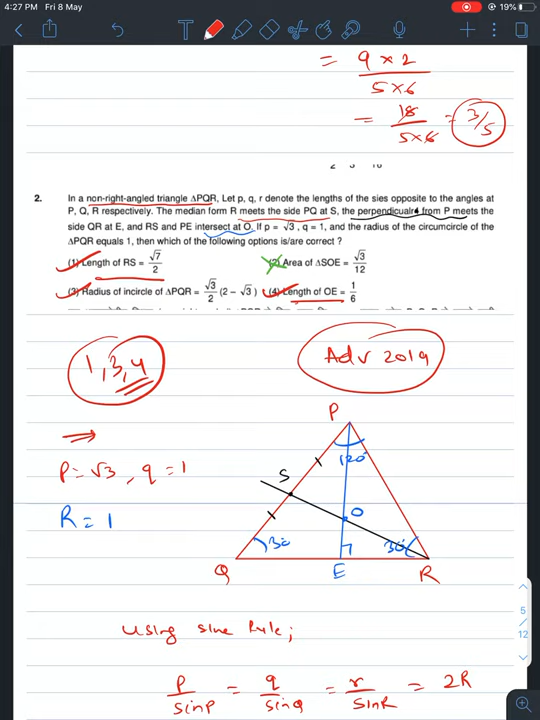 4:27 PM Fri 8 May
19%
= 9 × 2
5 × 6
= 18 = 3/5
5 × 6
2. In a non-right-angled triangle ΔPQR, Let p, q, r denote the lengths of the sies opposite to the angles at
P, Q, R respectively. The median form R meets the side PQ at S, the perpendicualr from P meets the
side QR at E, and RS and PE intersect at O. If p = √3, q = 1, and the radius of the circumcircle of the
ΔPQR equals 1, then which of the following options is/are correct ?
(1) Length of RS = √7/2 (2) Area of ΔSOE = √3/12
(3) Radius of incircle of ΔPQR = √3/2 (2 – √3) (4) Length of OE = 1/6
1, 3, 4
Adv 2019
P
⇒
120°
P = √3, q = 1
S
R = 1
O
30° 30°
Q E R
5
12
Using sine Rule;
p/sinP = q/sinQ = r/sinR = 2R